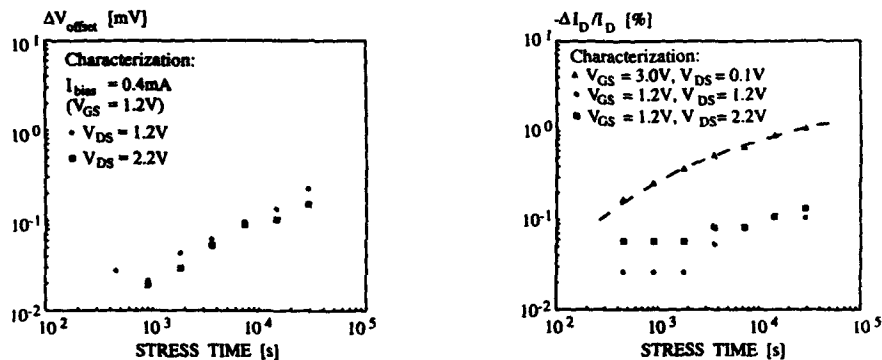 ΔV_offset [mV]
10^1
10^0
10^-1
10^-2
Characterization:
I_bias = 0.4mA
(V_GS = 1.2V)
• V_DS = 1.2V
■ V_DS = 2.2V
10^2 10^3 10^4 10^5
STRESS TIME [s]
-ΔI_D/I_D [%]
10^1
10^0
10^-1
10^-2
Characterization:
▲ V_GS = 3.0V, V_DS = 0.1V
• V_GS = 1.2V, V_DS = 1.2V
■ V_GS = 1.2V, V_DS = 2.2V
10^2 10^3 10^4 10^5
STRESS TIME [s]